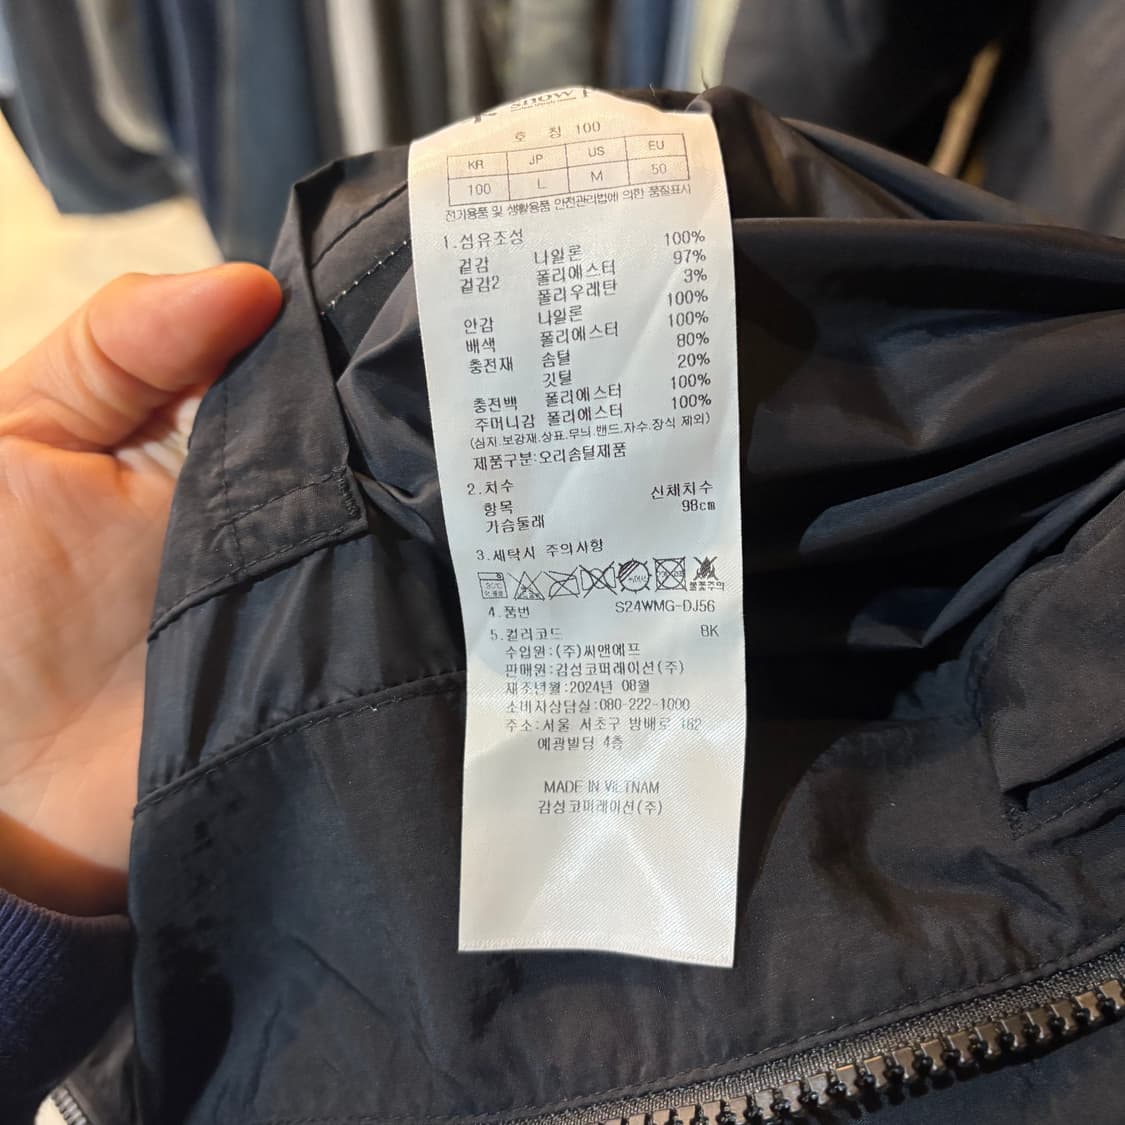 snow
호 칭 100
KR JP US EU
100 L M 50
전기용품 및 생활용품 안전관리법에 의한 품질표시
1.섬유조성
겉감 나일론 100%
겉감2 폴리에스터 97%
폴리우레탄 3%
안감 나일론 100%
배색 폴리에스터 100%
충전재 솜털 80%
깃털 20%
충전백 폴리에스터 100%
주머니감 폴리에스터 100%
(심지.보강재.상표.무늬.밴드.자수.장식 제외)
제품구분:오리솜털제품
2.치수
항목 신체치수
가슴둘레 98cm
3.세탁시 주의사항
불꽃주의
4.품번 S24WMG-DJ56
5.컬러코드 BK
수입원:(주)씨앤에프
판매원:감성코퍼레이션(주)
재조년월:2024년 08월
소비자상담실:080-222-1000
주소:서울 서초구 방배로 162
예광빌딩 4층
MADE IN VIETNAM
감성코퍼레이션(주)